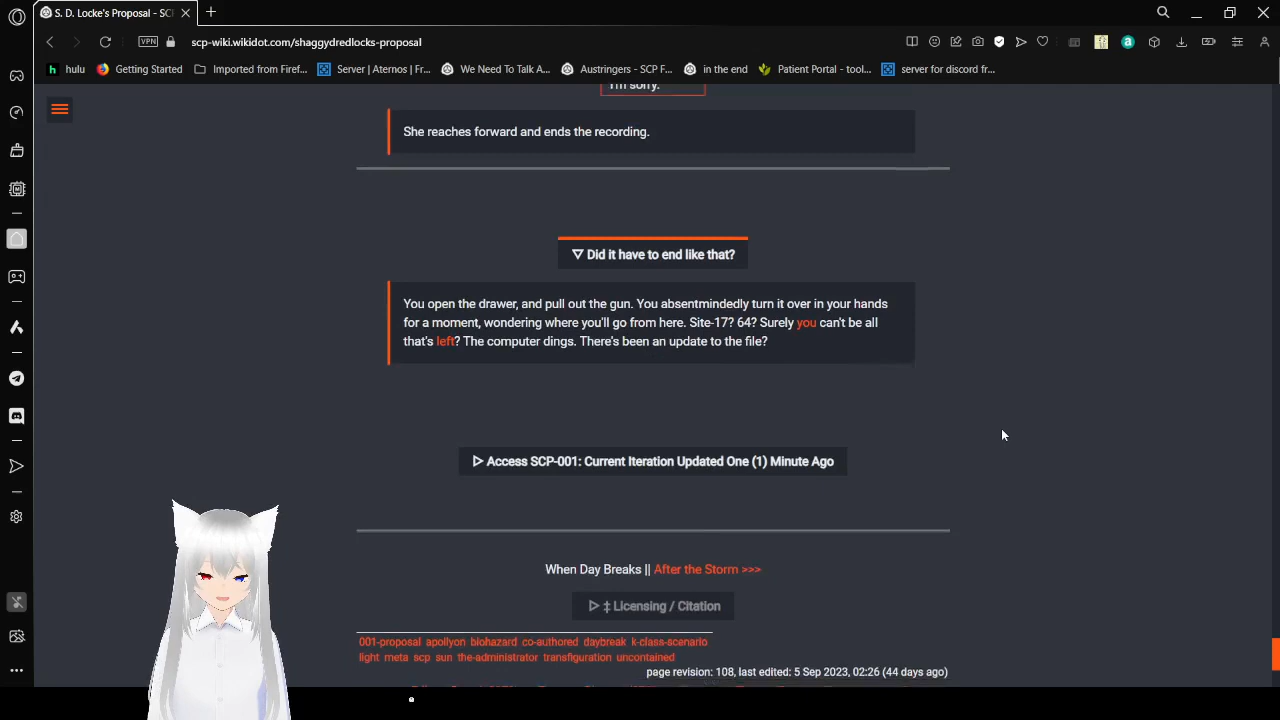 S. D. Locke's Proposal - SC
VPN
scp-wiki.wikidot.com/shaggydredlocks-proposal
h hulu
Getting Started
Imported from Firef...
Server | Aternos | Fr...
We Need To Talk A...
Austringers - SCP F...
in the end
Patient Portal - tool...
server for discord fr...
I'm sorry.
She reaches forward and ends the recording.
▽ Did it have to end like that?
You open the drawer, and pull out the gun. You absentmindedly turn it over in your hands
for a moment, wondering where you'll go from here. Site-17? 64? Surely you can't be all
that's left? The computer dings. There's been an update to the file?
▷ Access SCP-001: Current Iteration Updated One (1) Minute Ago
When Day Breaks || After the Storm >>>
▷ ‡ Licensing / Citation
001-proposal apollyon biohazard co-authored daybreak k-class-scenario
light meta scp sun the-administrator transfiguration uncontained
page revision: 108, last edited: 5 Sep 2023, 02:26 (44 days ago)